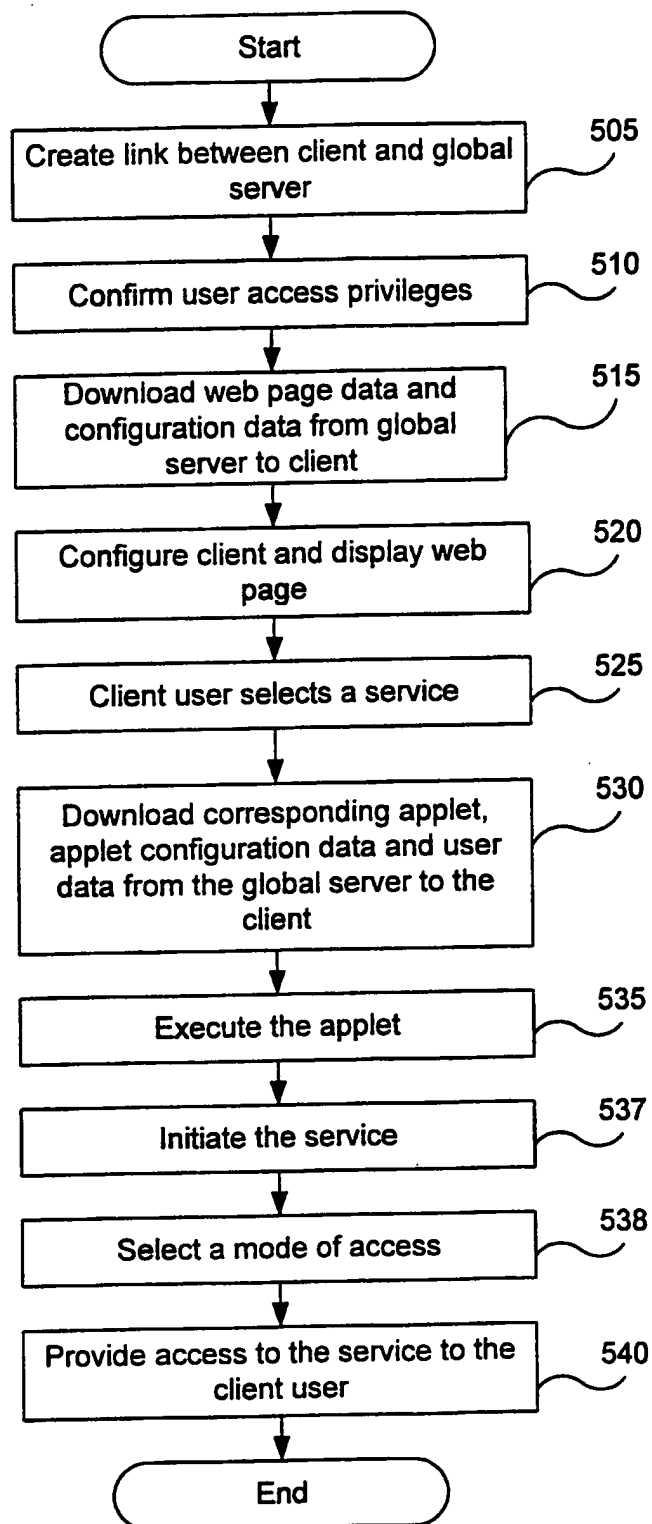 Start
Create link between client and global
server
505
Confirm user access privileges
510
Download web page data and
configuration data from global
server to client
515
Configure client and display web
page
520
Client user selects a service
525
Download corresponding applet,
applet configuration data and user
data from the global server to the
client
530
Execute the applet
535
Initiate the service
537
Select a mode of access
538
Provide access to the service to the
client user
540
End